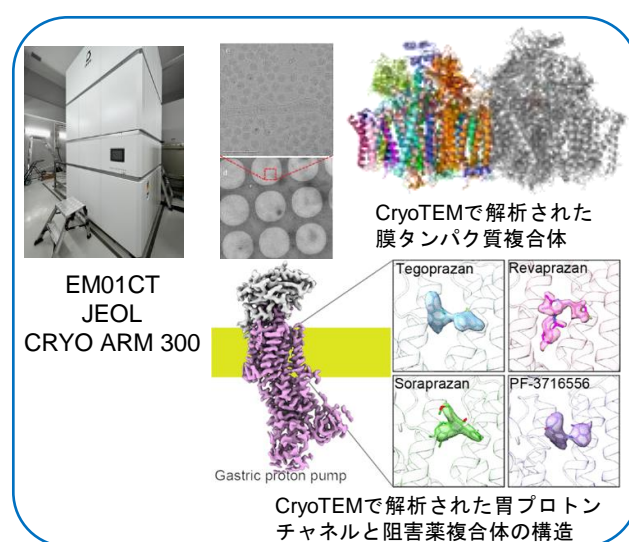 CryoTEMで解析された
膜タンパク質複合体
EM01CT
JEOL
CRYO ARM 300
Tegoprazan
Revaprazan
Soraprazan
PF-3716556
Gastric proton pump
CryoTEMで解析された胃プロトン
チャネルと阻害薬複合体の構造